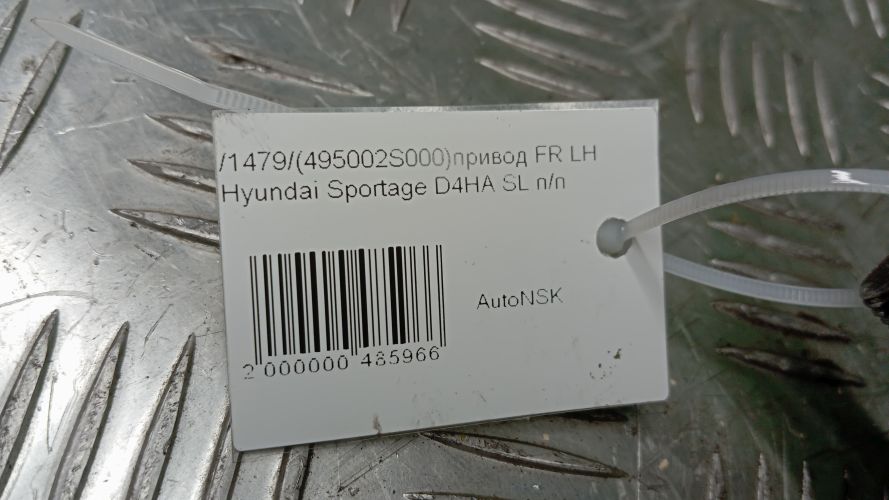 /1479/(495002S000)привод FR LH
Hyundai Sportage D4HA SL п/п
AutoNSK
2 000000 485966